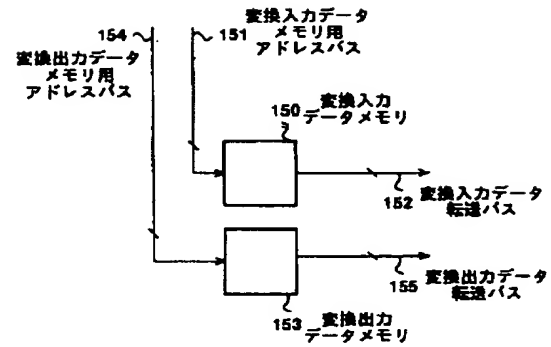 154
変換出力データ
メモリ用
アドレスバス
151
変換入力データ
メモリ用
アドレスバス
150
変換入力
データメモリ
152
変換入力データ
転送バス
155
変換出力データ
転送バス
153
変換出力
データメモリ